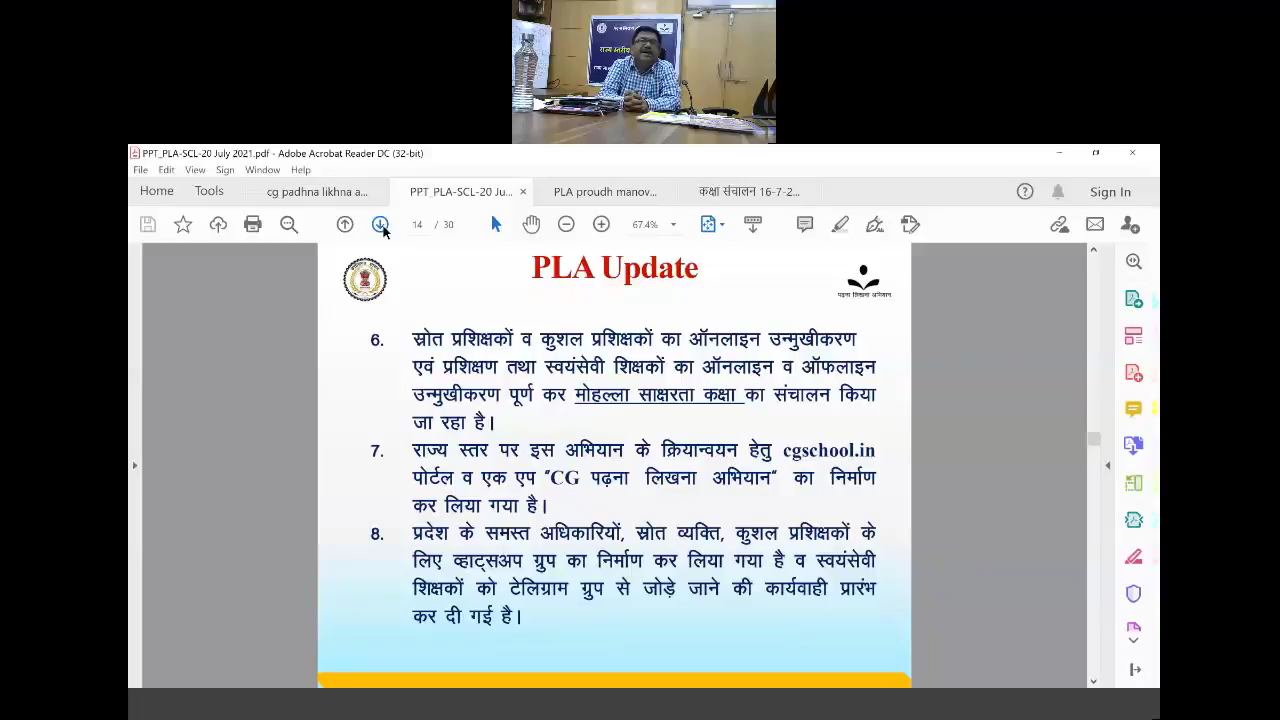 राज्य स्तरीय
PPT_PLA-SCL-20 July 2021.pdf - Adobe Acrobat Reader DC (32-bit)
File Edit View Sign Window Help
Home Tools cg padhna likhna a... PPT_PLA-SCL-20 Ju... × PLA proudh manov... कक्षा संचालन 16-7-2... Sign In
14 / 30 67.4%
PLA Update
पढ़ना लिखना अभियान
6. स्रोत प्रशिक्षकों व कुशल प्रशिक्षकों का ऑनलाइन उन्मुखीकरण
एवं प्रशिक्षण तथा स्वयंसेवी शिक्षकों का ऑनलाइन व ऑफलाइन
उन्मुखीकरण पूर्ण कर मोहल्ला साक्षरता कक्षा का संचालन किया
जा रहा है।
7. राज्य स्तर पर इस अभियान के क्रियान्वयन हेतु cgschool.in
पोर्टल व एक एप "CG पढ़ना लिखना अभियान" का निर्माण
कर लिया गया है।
8. प्रदेश के समस्त अधिकारियों, स्रोत व्यक्ति, कुशल प्रशिक्षकों के
लिए व्हाट्सअप ग्रुप का निर्माण कर लिया गया है व स्वयंसेवी
शिक्षकों को टेलिग्राम ग्रुप से जोड़े जाने की कार्यवाही प्रारंभ
कर दी गई है।